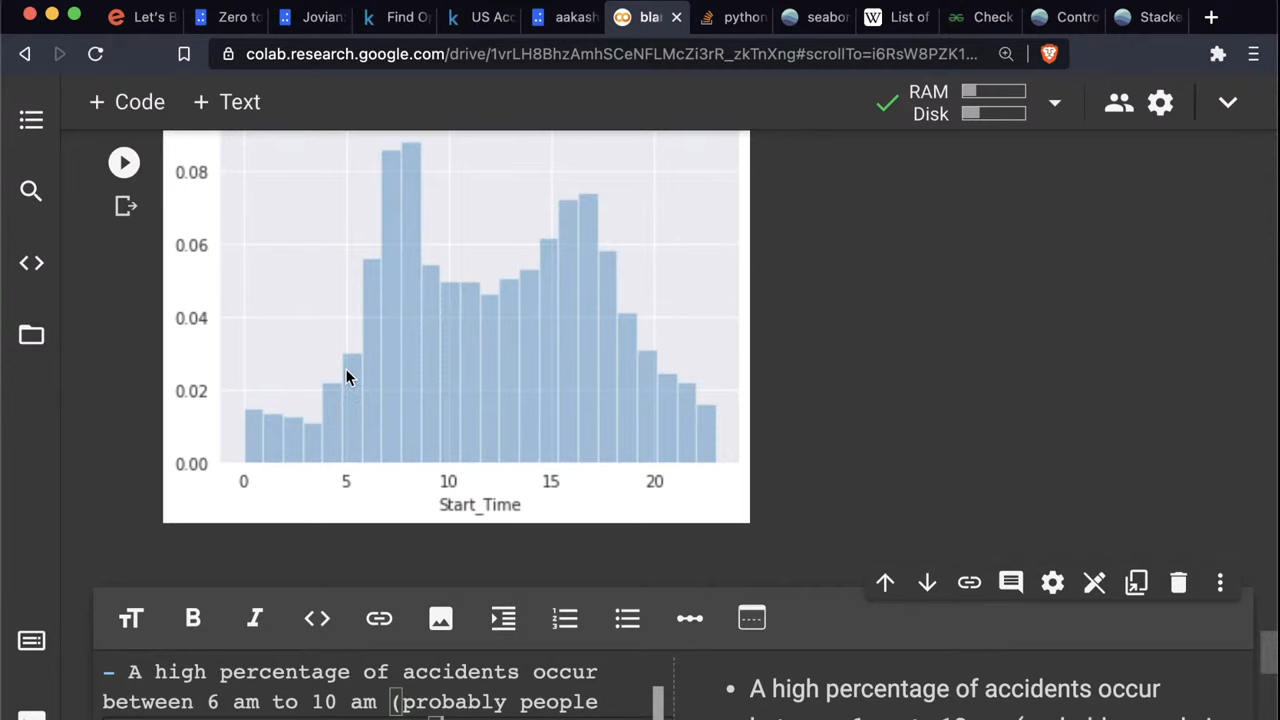 Let's B
Zero to
Jovian:
Find O
US Acc
aakash
bla
python
seabor
List of
Check
Contro
Stacke
colab.research.google.com/drive/1vrLH8BhzAmhSCeNFLMcZi3rR_zkTnXng#scrollTo=i6RsW8PZK1...
+ Code + Text
RAM
Disk
0.08
0.06
0.04
0.02
0.00
0 5 10 15 20
Start_Time
- A high percentage of accidents occur
between 6 am to 10 am (probably people
• A high percentage of accidents occur